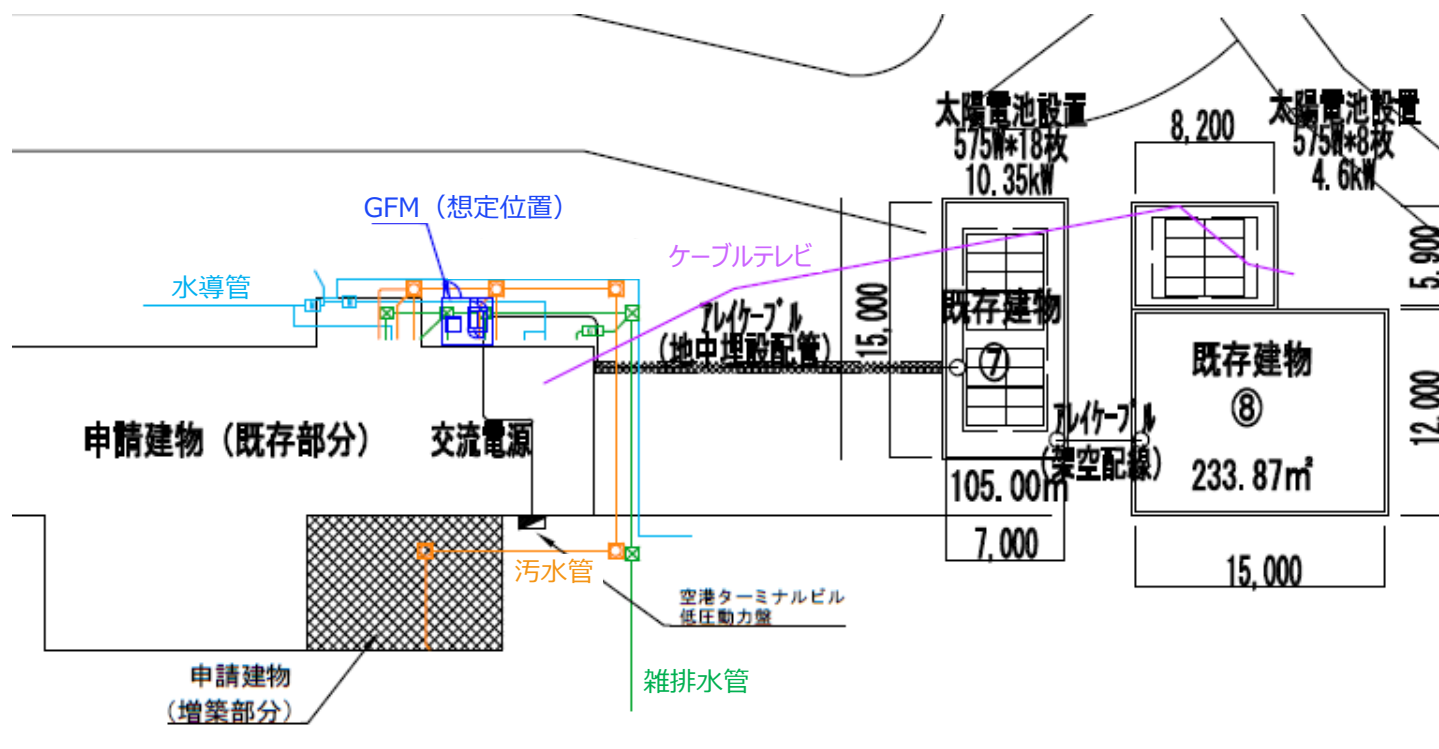 太陽電池設置
575W*18枚
10.35kW
8,200
太陽電池設置
575W*8枚
4.6kW
GFM（想定位置）
水導管
ケーブルテレビ
5,900
アレイケーブル
（地中埋設配管）
15,000
既存建物
⑦
既存建物
⑧
233.87㎡
12,000
アレイケーブル
（架空配線）
申請建物（既存部分）
交流電源
105.00㎡
7,000
15,000
汚水管
空港ターミナルビル
低圧動力盤
雑排水管
申請建物
（増築部分）